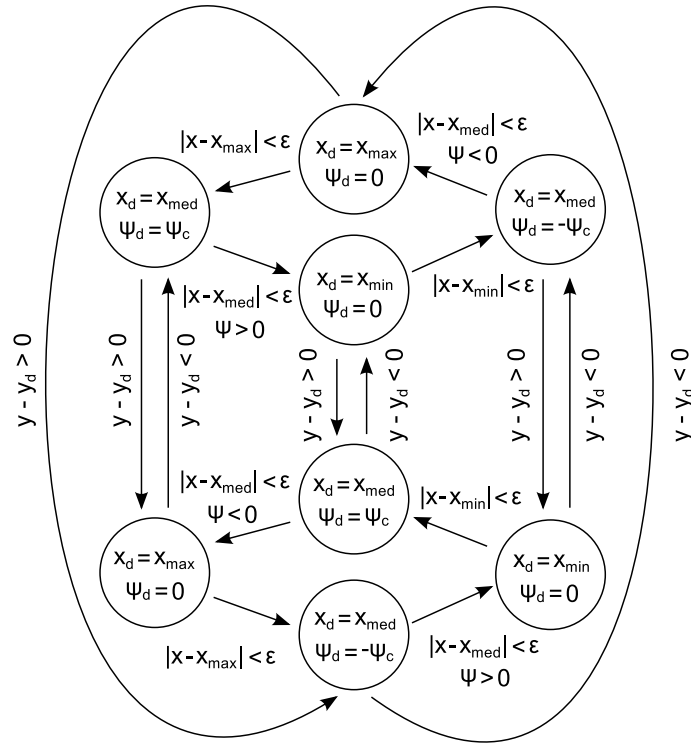 |x-x_max| < ε
|x-x_med| < ε
ψ < 0
x_d = x_max
ψ_d = 0
x_d = x_med
ψ_d = ψ_c
x_d = x_med
ψ_d = -ψ_c
|x-x_med| < ε
ψ > 0
x_d = x_min
ψ_d = 0
|x-x_min| < ε
y - y_d > 0
y - y_d > 0
y - y_d < 0
y - y_d > 0
y - y_d < 0
y - y_d > 0
y - y_d < 0
y - y_d < 0
|x-x_med| < ε
ψ < 0
x_d = x_med
ψ_d = ψ_c
|x-x_min| < ε
x_d = x_max
ψ_d = 0
x_d = x_min
ψ_d = 0
|x-x_max| < ε
x_d = x_med
ψ_d = -ψ_c
|x-x_med| < ε
ψ > 0